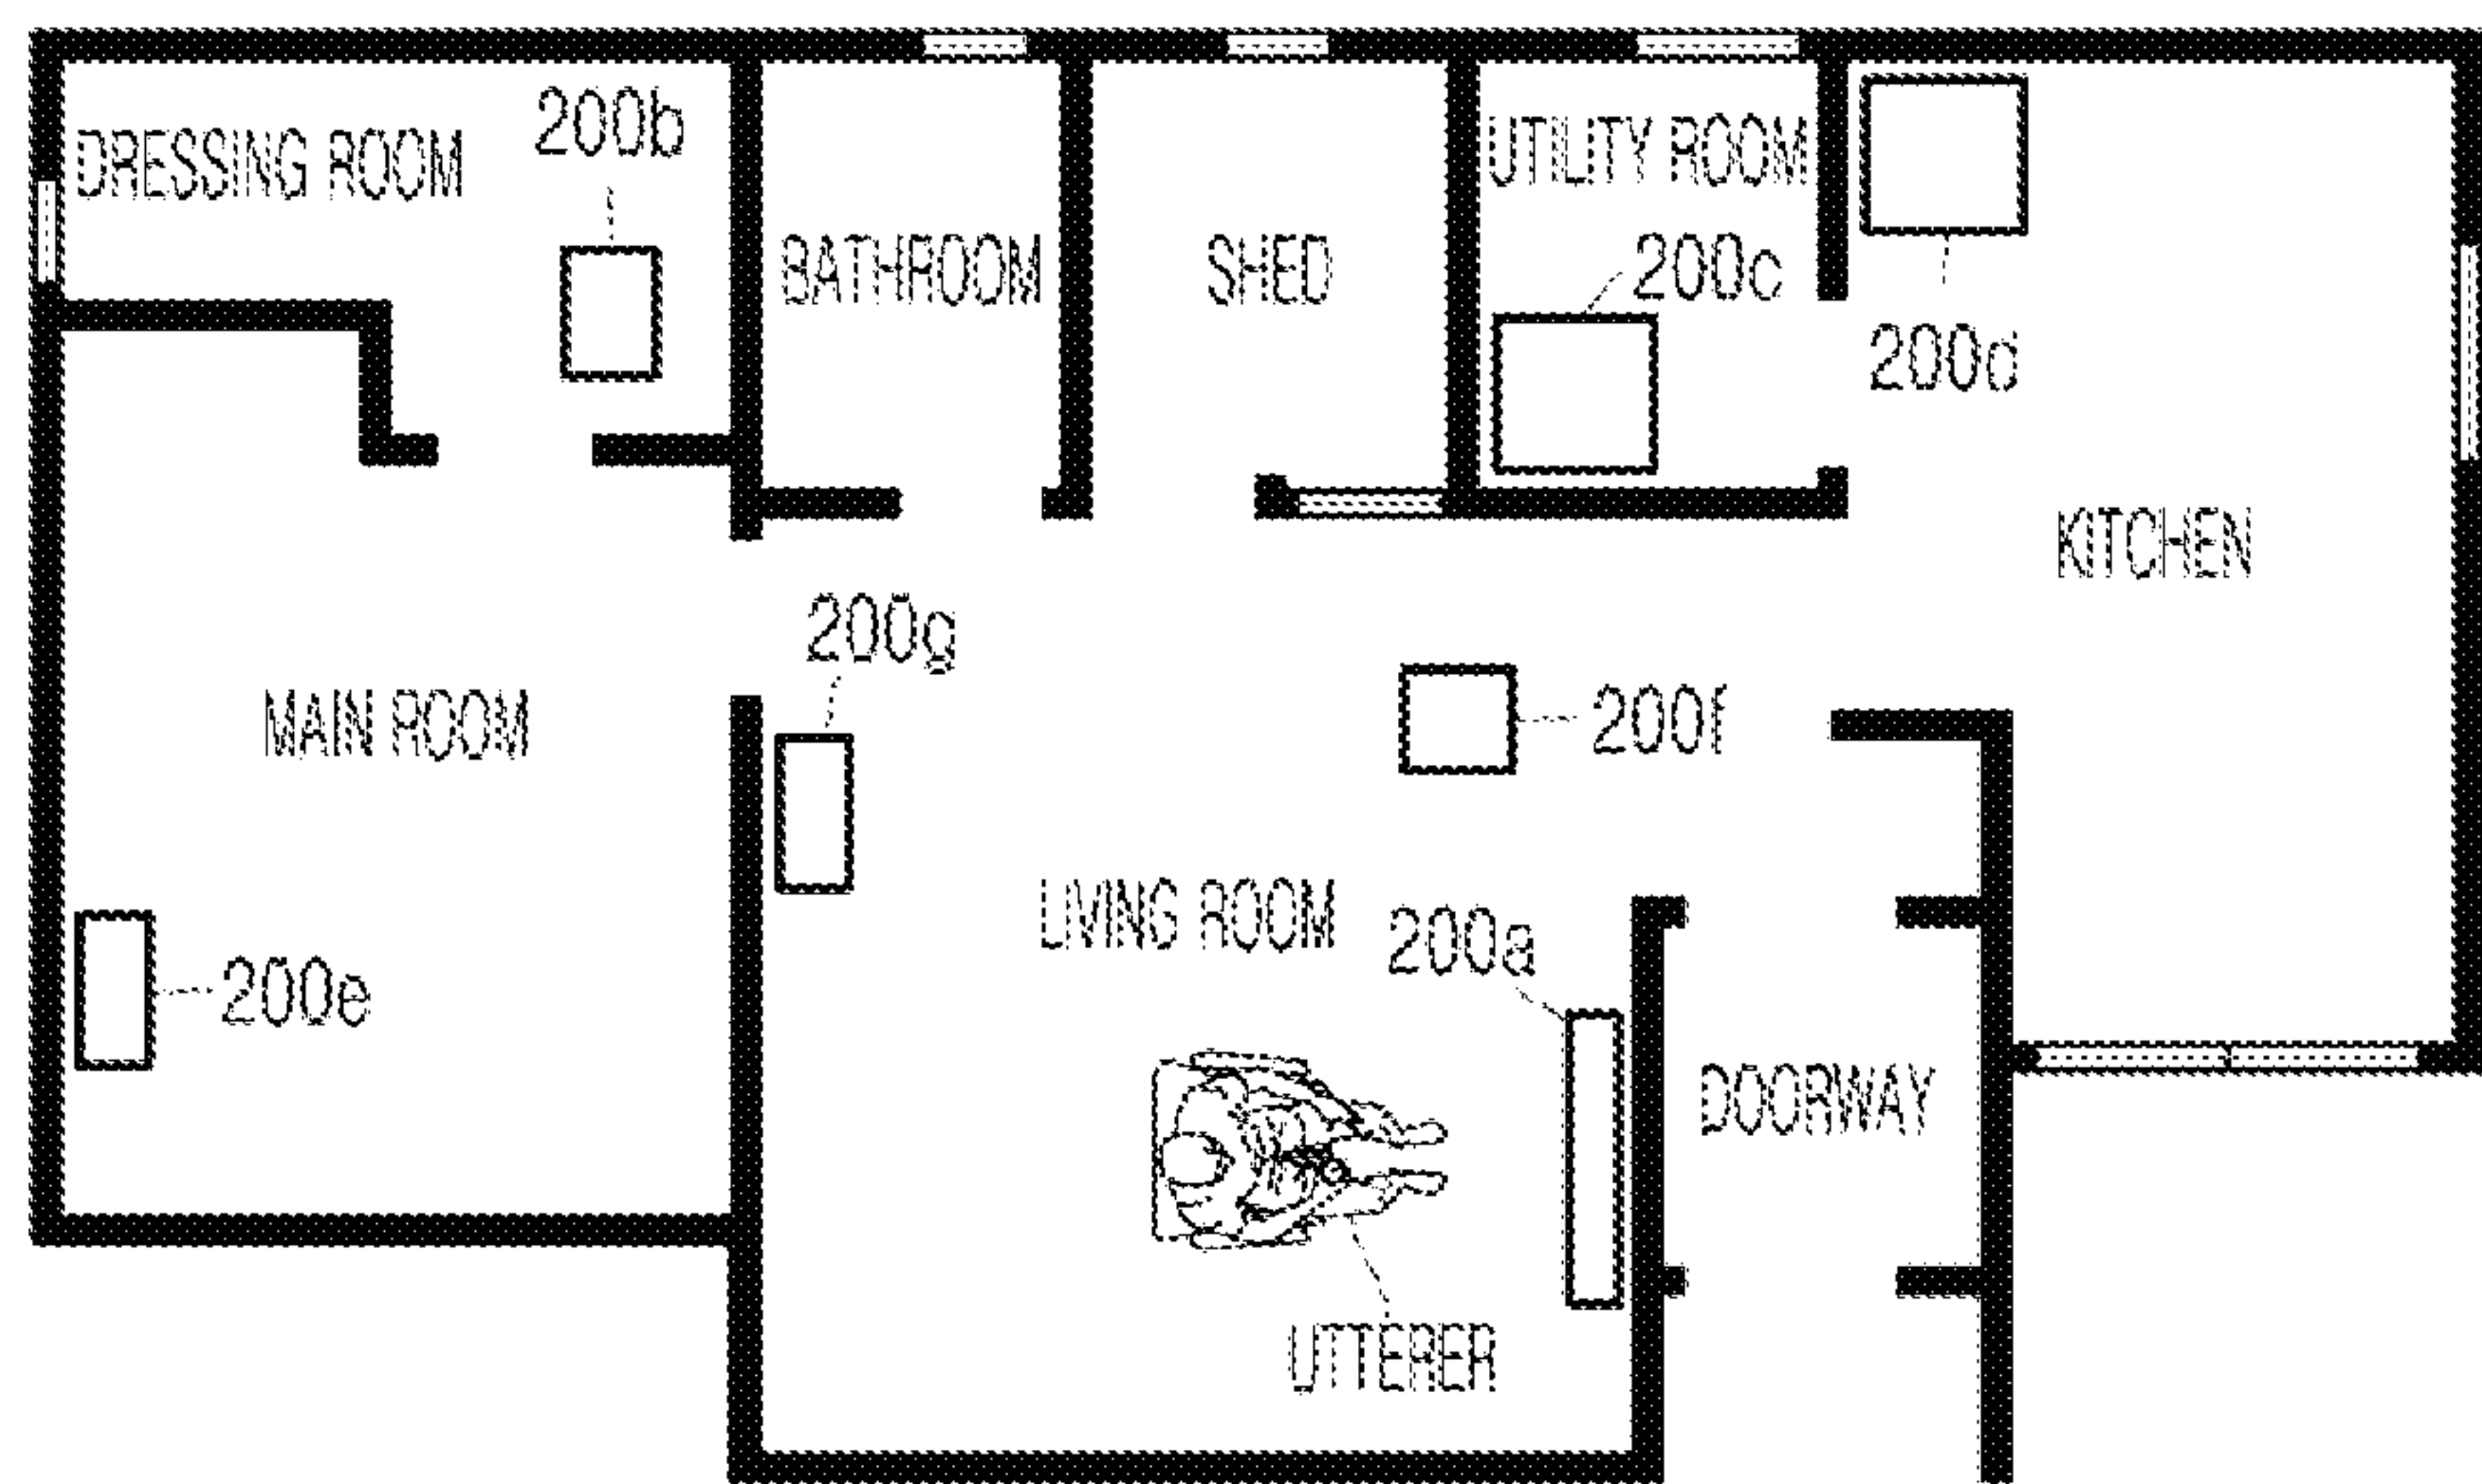 DRESSING ROOM
200b
BATHROOM
SHED
UTILITY ROOM
200c
200d
KITCHEN
200g
MAIN ROOM
200f
LIVING ROOM
200a
200e
DOORWAY
UTTERER